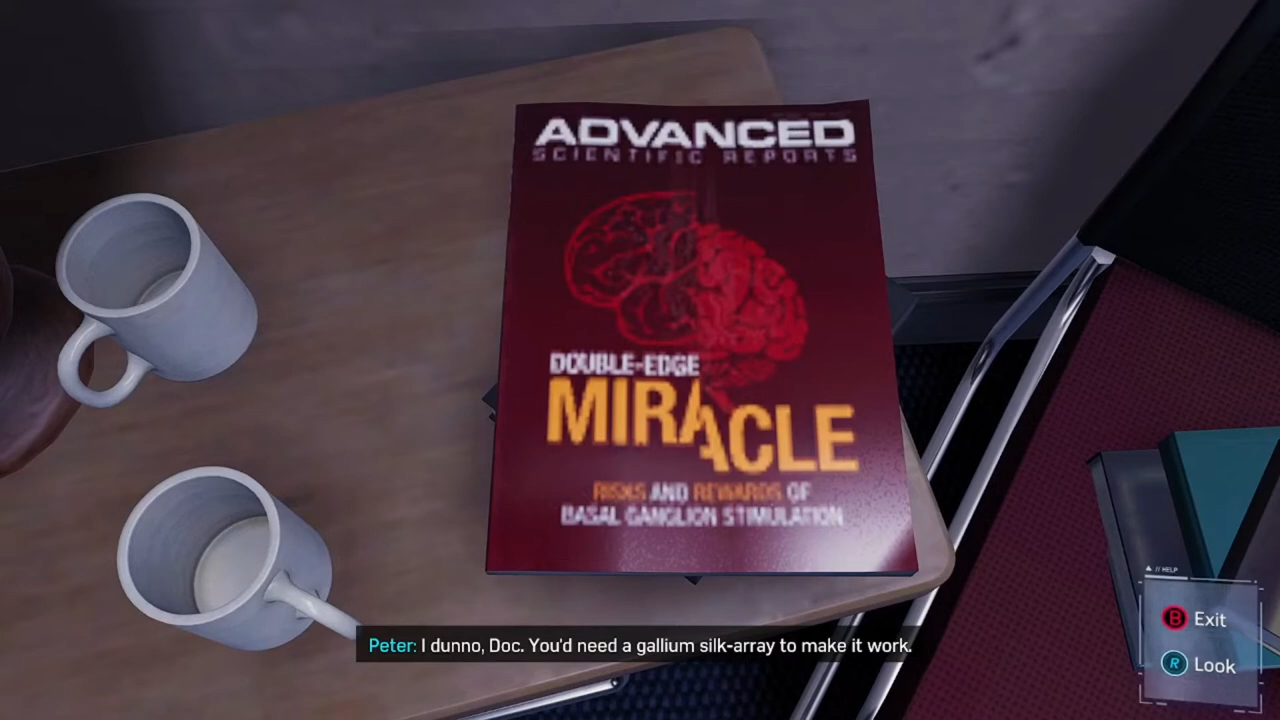 ADVANCED
SCIENTIFIC REPORTS
DOUBLE-EDGE
MIRACLE
RISKS AND REWARDS OF
BASAL GANGLION STIMULATION
Peter: I dunno, Doc. You'd need a gallium silk-array to make it work.
▲ // HELP
B Exit
R Look